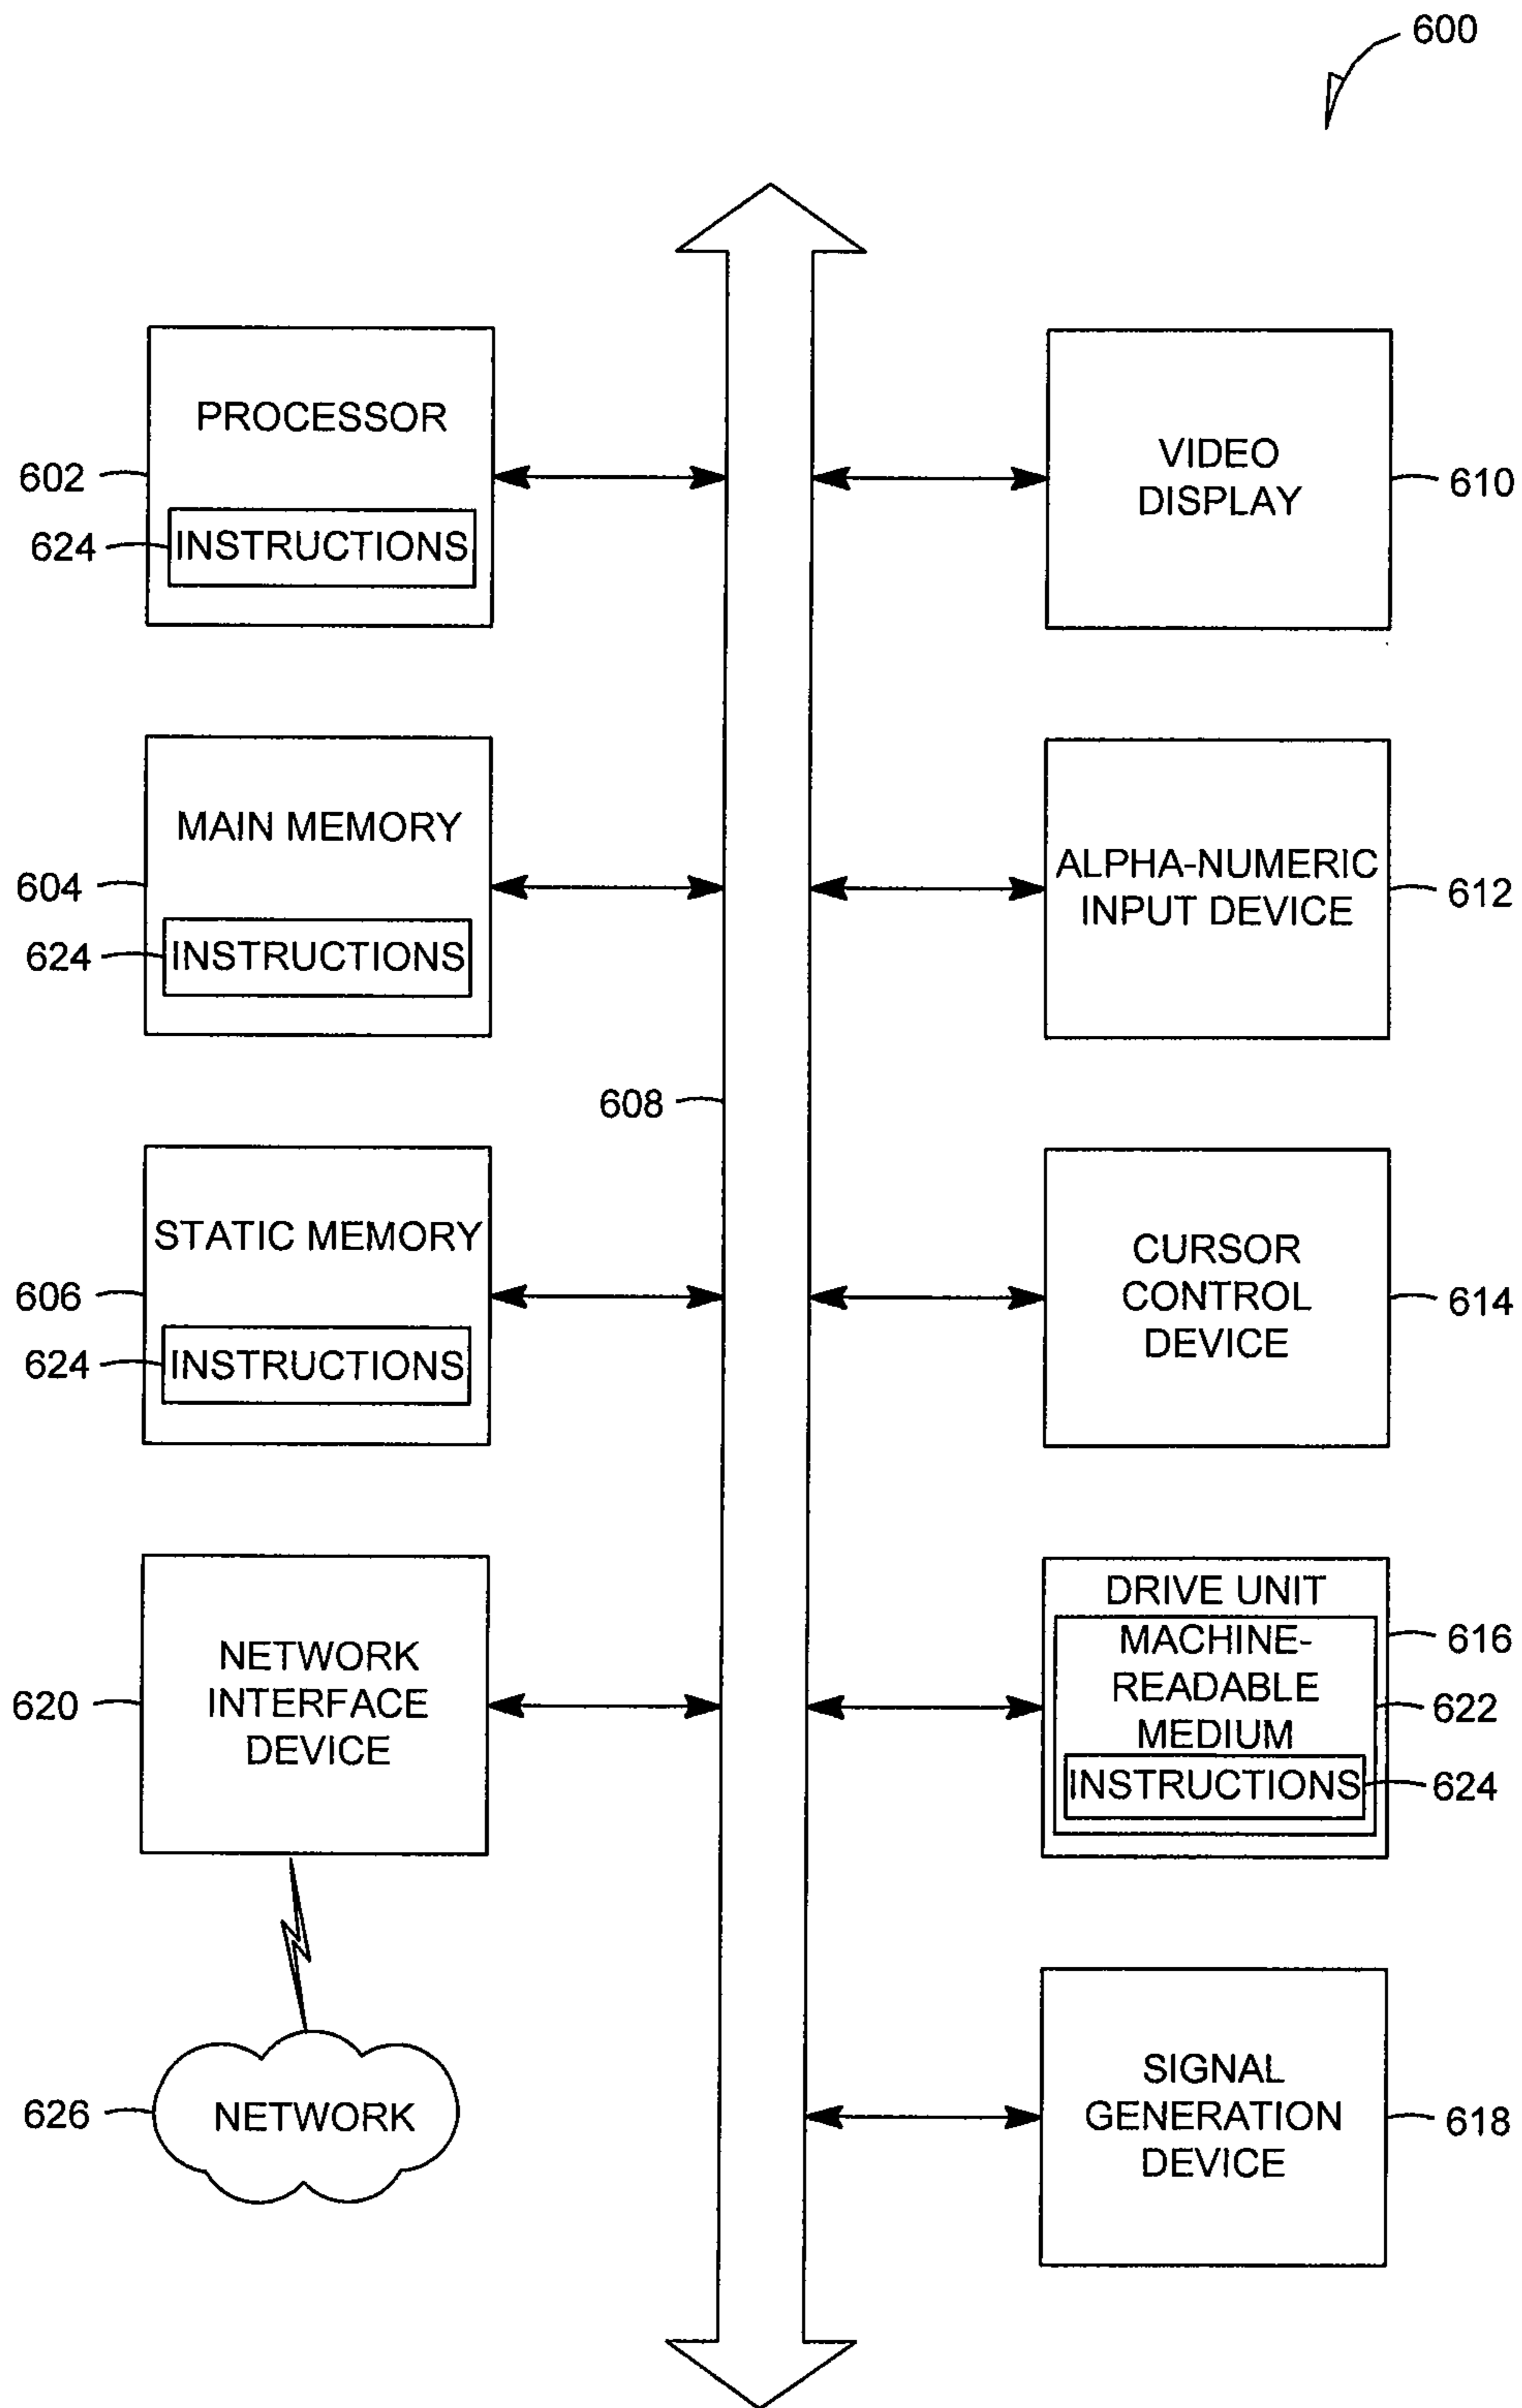 600
PROCESSOR
602
624
INSTRUCTIONS
VIDEO
DISPLAY
610
MAIN MEMORY
604
624
INSTRUCTIONS
ALPHA-NUMERIC
INPUT DEVICE
612
608
STATIC MEMORY
606
624
INSTRUCTIONS
CURSOR
CONTROL
DEVICE
614
NETWORK
INTERFACE
DEVICE
620
DRIVE UNIT
616
MACHINE-
READABLE
MEDIUM
622
INSTRUCTIONS
624
626
NETWORK
SIGNAL
GENERATION
DEVICE
618